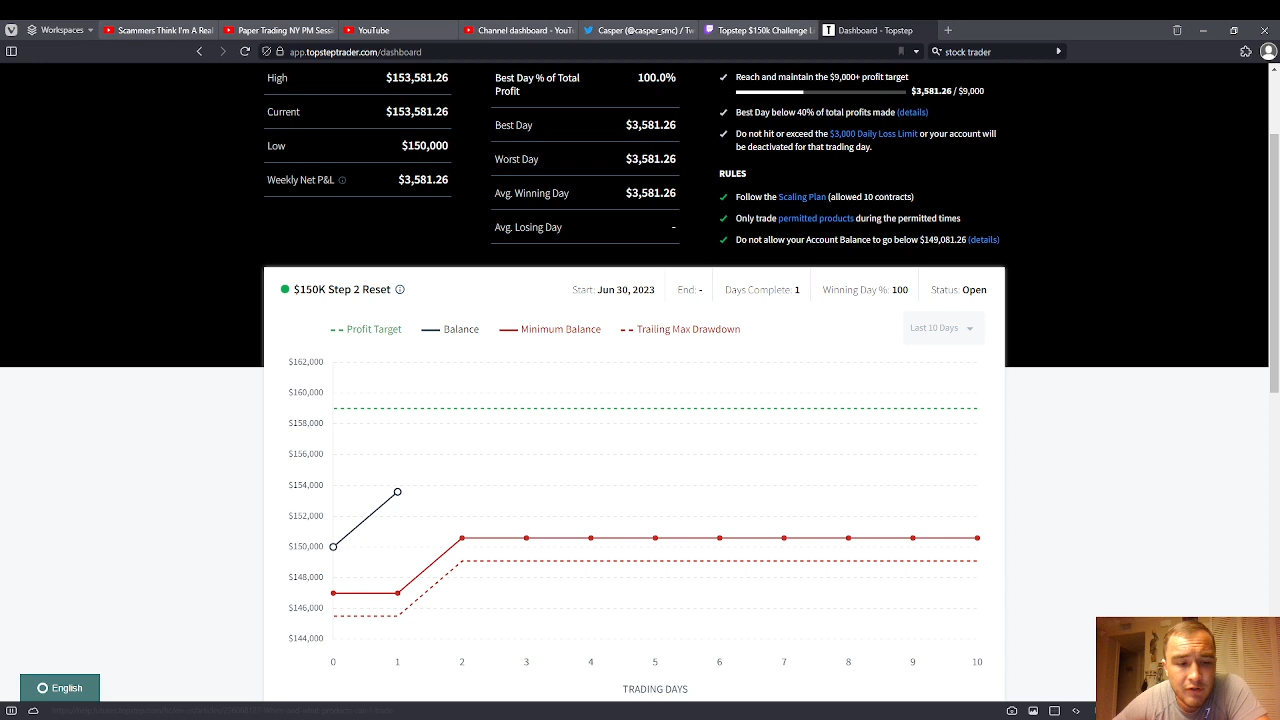 Workspaces
Scammers Think I'm A Real
Paper Trading NY PM Sessi
YouTube
Channel dashboard - YouT
Casper (@casper_smc) / Tw
Topstep $150k Challenge L
Dashboard - Topstep
app.topsteptrader.com/dashboard
stock trader
High $153,581.26
Current $153,581.26
Low $150,000
Weekly Net P&L $3,581.26
Best Day % of Total Profit 100.0%
Best Day $3,581.26
Worst Day $3,581.26
Avg. Winning Day $3,581.26
Avg. Losing Day -
Reach and maintain the $9,000+ profit target
$3,581.26 / $9,000
Best Day below 40% of total profits made (details)
Do not hit or exceed the $3,000 Daily Loss Limit or your account will
be deactivated for that trading day.
RULES
Follow the Scaling Plan (allowed 10 contracts)
Only trade permitted products during the permitted times
Do not allow your Account Balance to go below $149,081.26 (details)
$150K Step 2 Reset
Start: Jun 30, 2023
End: -
Days Complete: 1
Winning Day %: 100
Status: Open
Profit Target
Balance
Minimum Balance
Trailing Max Drawdown
Last 10 Days
$162,000
$160,000
$158,000
$156,000
$154,000
$152,000
$150,000
$148,000
$146,000
$144,000
0 1 2 3 4 5 6 7 8 9 10
TRADING DAYS
English